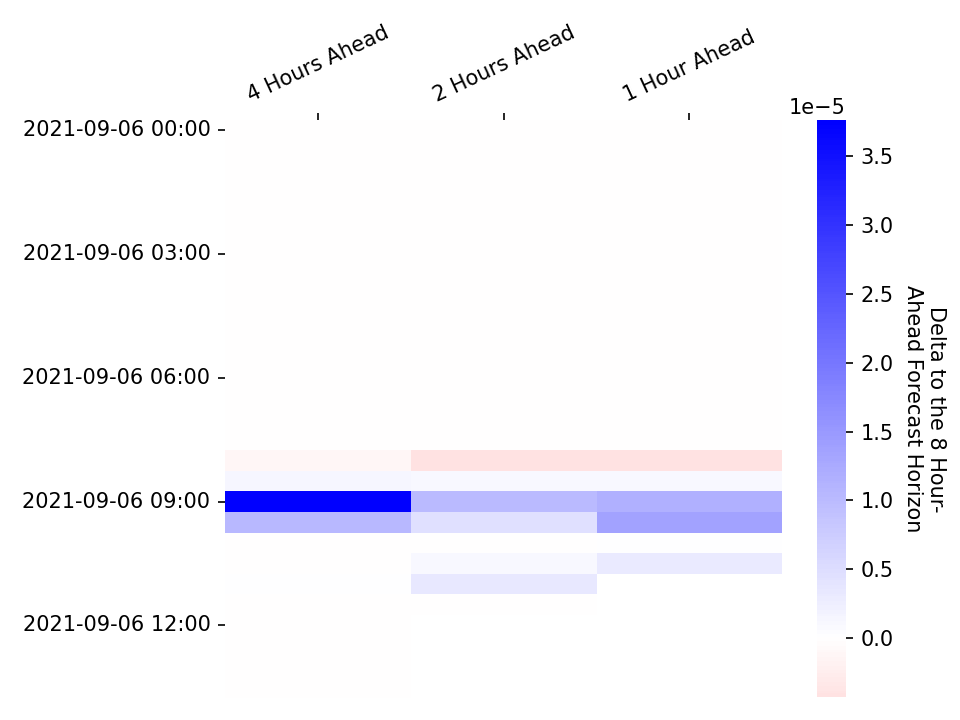 4 Hours Ahead
2 Hours Ahead
1 Hour Ahead
1e−5
2021-09-06 00:00
2021-09-06 03:00
2021-09-06 06:00
2021-09-06 09:00
2021-09-06 12:00
3.5
3.0
2.5
2.0
1.5
1.0
0.5
0.0
Delta to the 8 Hour-
Ahead Forecast Horizon